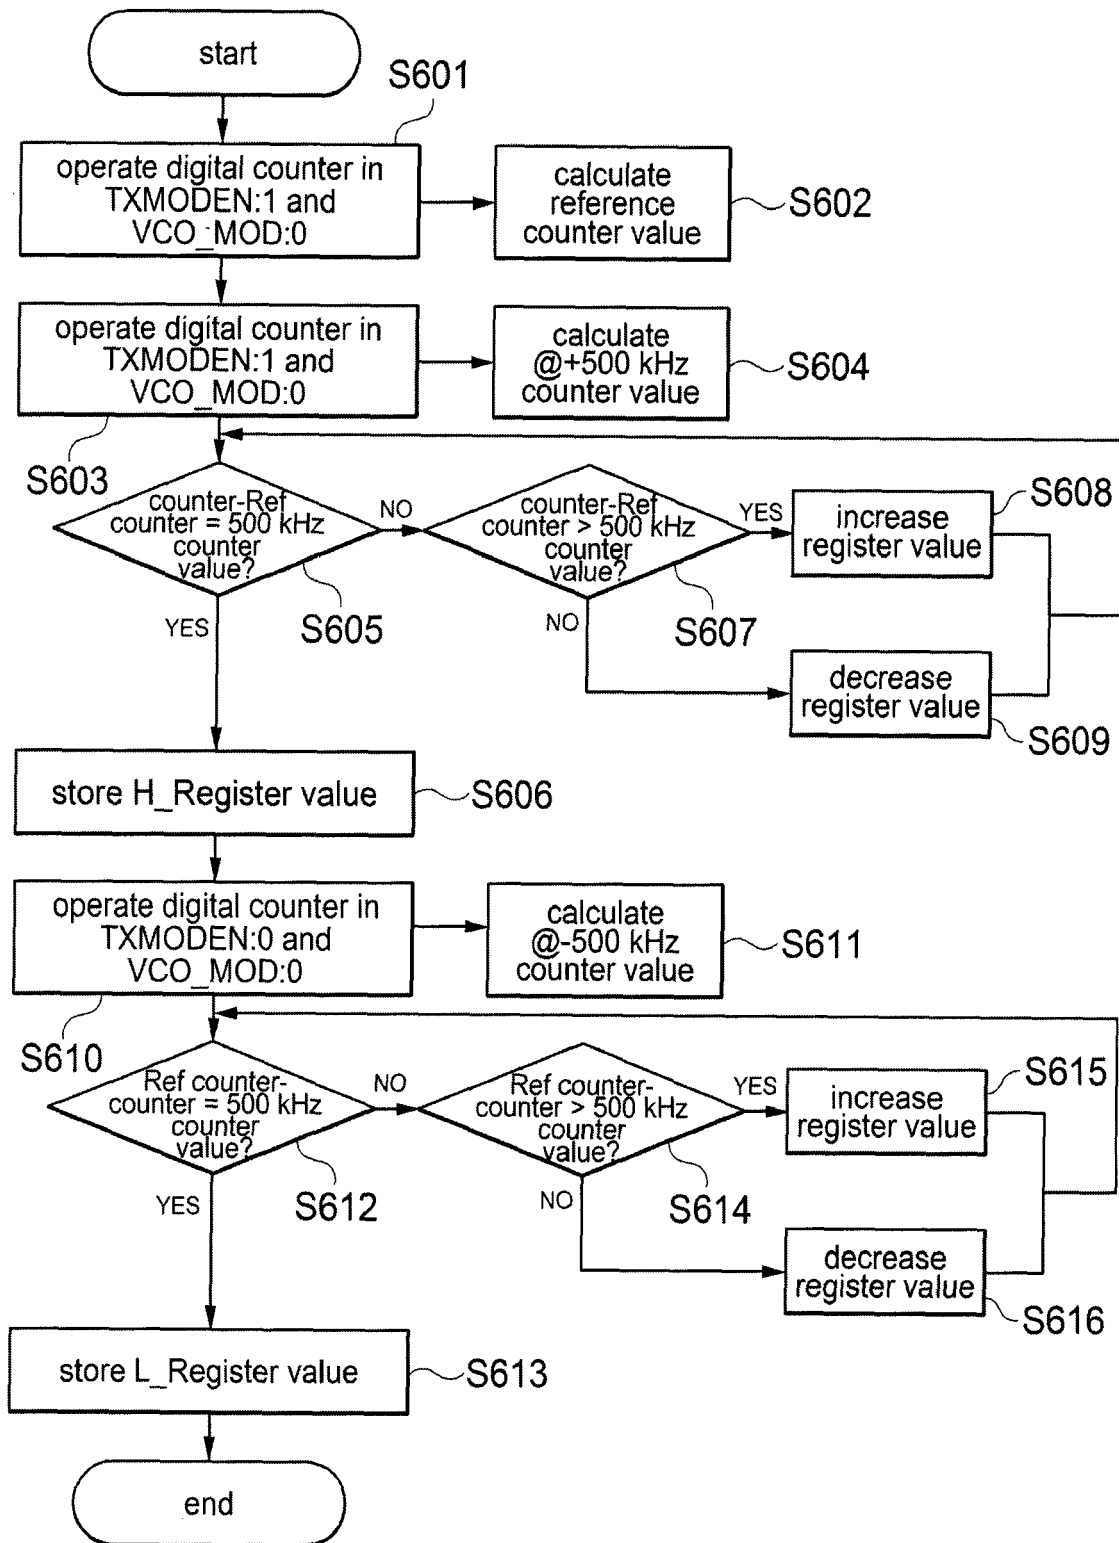 start
S601
operate digital counter in
TXMODEN:1 and
VCO_MOD:0
calculate
reference
counter value
S602
operate digital counter in
TXMODEN:1 and
VCO_MOD:0
calculate
@+500 kHz
counter value
S604
S603
counter-Ref
counter = 500 kHz
counter
value?
NO
YES
S605
counter-Ref
counter > 500 kHz
counter
value?
YES
NO
S607
increase
register value
S608
decrease
register value
S609
store H_Register value
S606
operate digital counter in
TXMODEN:0 and
VCO_MOD:0
calculate
@-500 kHz
counter value
S611
S610
Ref counter-
counter = 500 kHz
counter
value?
NO
YES
S612
Ref counter-
counter > 500 kHz
counter
value?
YES
NO
S614
increase
register value
S615
decrease
register value
S616
store L_Register value
S613
end